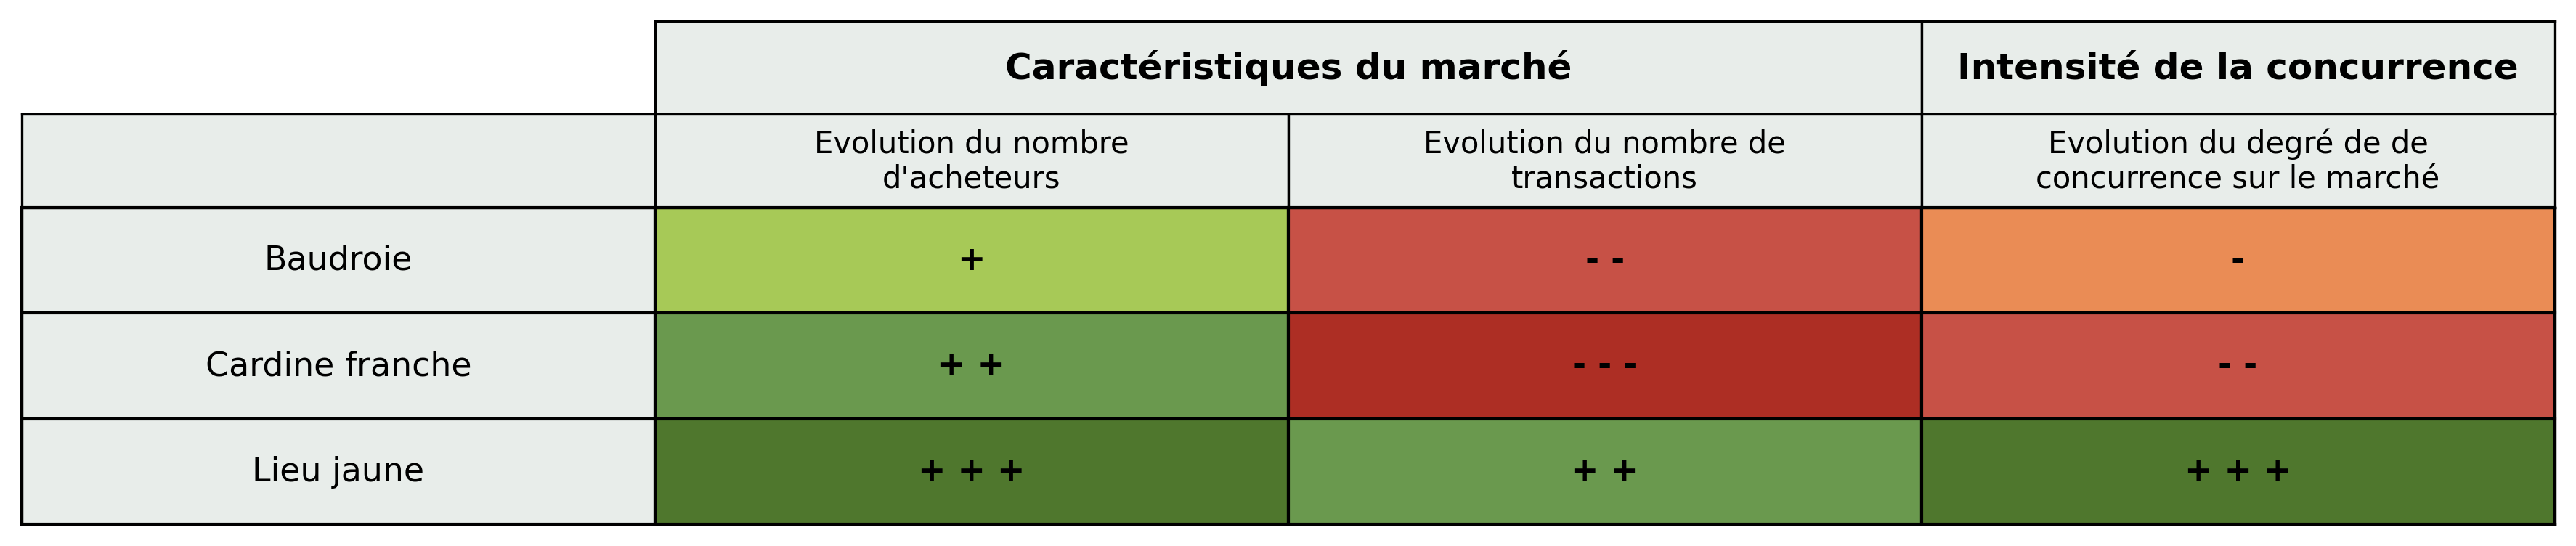 Caractéristiques du marché
Intensité de la concurrence
Evolution du nombre
d'acheteurs
Evolution du nombre de
transactions
Evolution du degré de de
concurrence sur le marché
Baudroie
+
- -
-
Cardine franche
+ +
- - -
- -
Lieu jaune
+ + +
+ +
+ + +